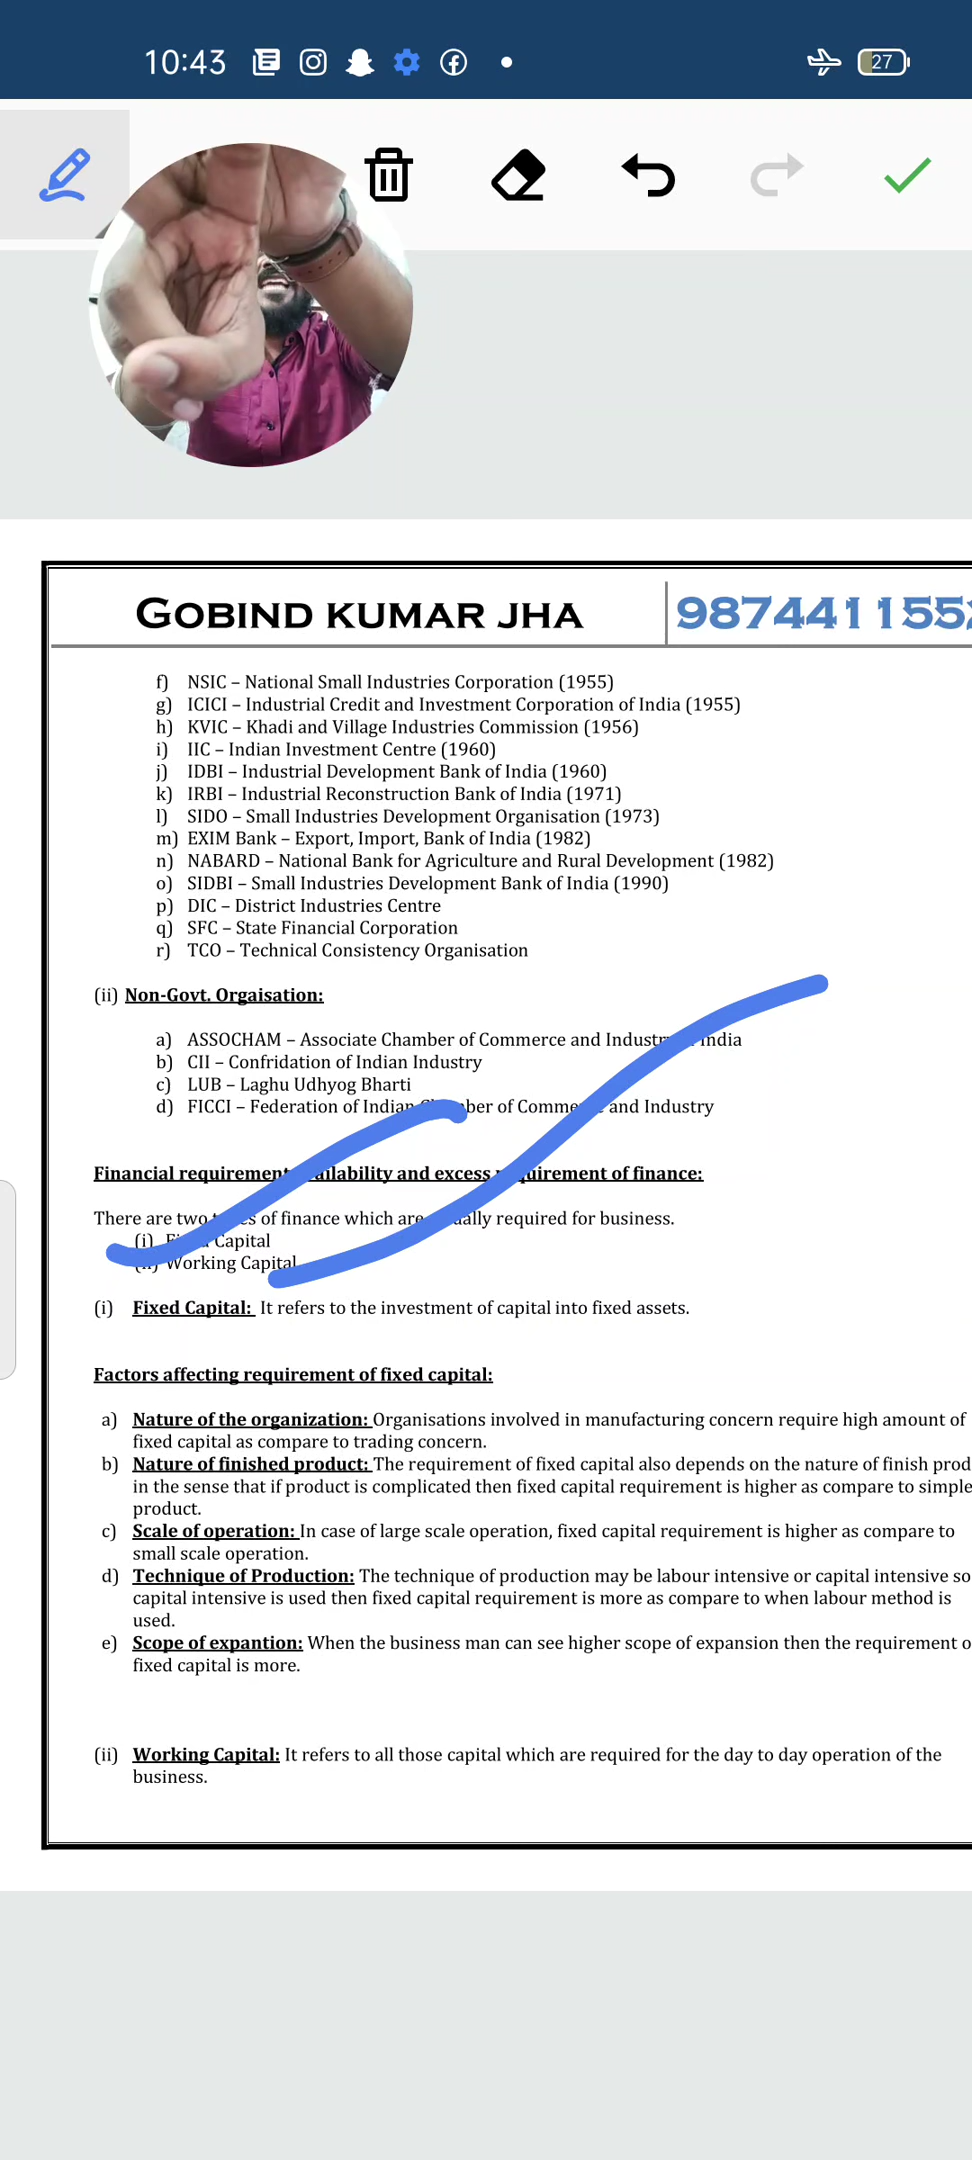 10:43
27
GOBIND KUMAR JHA
987441155
f) NSIC – National Small Industries Corporation (1955)
g) ICICI – Industrial Credit and Investment Corporation of India (1955)
h) KVIC – Khadi and Village Industries Commission (1956)
i) IIC – Indian Investment Centre (1960)
j) IDBI – Industrial Development Bank of India (1960)
k) IRBI – Industrial Reconstruction Bank of India (1971)
l) SIDO – Small Industries Development Organisation (1973)
m) EXIM Bank – Export, Import, Bank of India (1982)
n) NABARD – National Bank for Agriculture and Rural Development (1982)
o) SIDBI – Small Industries Development Bank of India (1990)
p) DIC – District Industries Centre
q) SFC – State Financial Corporation
r) TCO – Technical Consistency Organisation
(ii) Non-Govt. Orgaisation:
a) ASSOCHAM – Associate Chamber of Commerce and India
b) CII – Confridation of Indian Industry
c) LUB – Laghu Udhyog Bharti
d) FICCI – Federation of Indian Chamber of Commerce and Industry
Financial requirement availability and excess requirement of finance:
There are two types of finance which are usually required for business.
(i) Fixed Capital
(ii) Working Capital
(i) Fixed Capital: It refers to the investment of capital into fixed assets.
Factors affecting requirement of fixed capital:
a) Nature of the organization: Organisations involved in manufacturing concern require high amount of
fixed capital as compare to trading concern.
b) Nature of finished product: The requirement of fixed capital also depends on the nature of finish prod
in the sense that if product is complicated then fixed capital requirement is higher as compare to simple
product.
c) Scale of operation: In case of large scale operation, fixed capital requirement is higher as compare to
small scale operation.
d) Technique of Production: The technique of production may be labour intensive or capital intensive so
capital intensive is used then fixed capital requirement is more as compare to when labour method is
used.
e) Scope of expantion: When the business man can see higher scope of expansion then the requirement o
fixed capital is more.
(ii) Working Capital: It refers to all those capital which are required for the day to day operation of the
business.